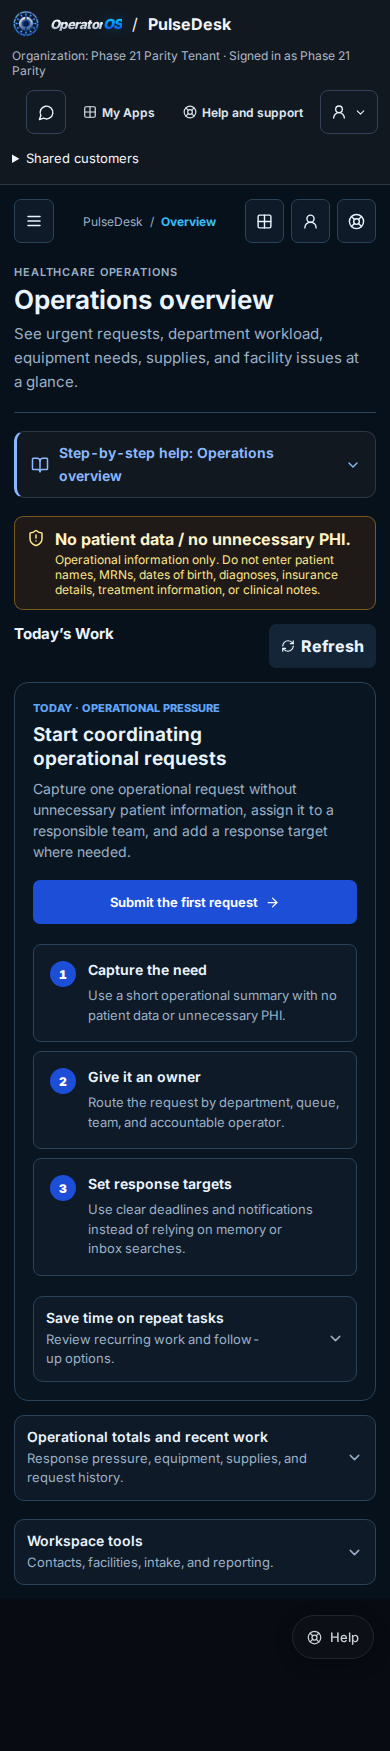 OperatorOS / PulseDesk
Organization: Phase 21 Parity Tenant · Signed in as Phase 21
Parity
My Apps
Help and support
Shared customers
PulseDesk / Overview
HEALTHCARE OPERATIONS
Operations overview
See urgent requests, department workload,
equipment needs, supplies, and facility issues at
a glance.
Step-by-step help: Operations
overview
No patient data / no unnecessary PHI.
Operational information only. Do not enter patient
names, MRNs, dates of birth, diagnoses, insurance
details, treatment information, or clinical notes.
Today's Work
Refresh
TODAY · OPERATIONAL PRESSURE
Start coordinating
operational requests
Capture one operational request without
unnecessary patient information, assign it to a
responsible team, and add a response target
where needed.
Submit the first request
1
Capture the need
Use a short operational summary with no
patient data or unnecessary PHI.
2
Give it an owner
Route the request by department, queue,
team, and accountable operator.
3
Set response targets
Use clear deadlines and notifications
instead of relying on memory or
inbox searches.
Save time on repeat tasks
Review recurring work and follow-
up options.
Operational totals and recent work
Response pressure, equipment, supplies, and
request history.
Workspace tools
Contacts, facilities, intake, and reporting.
Help